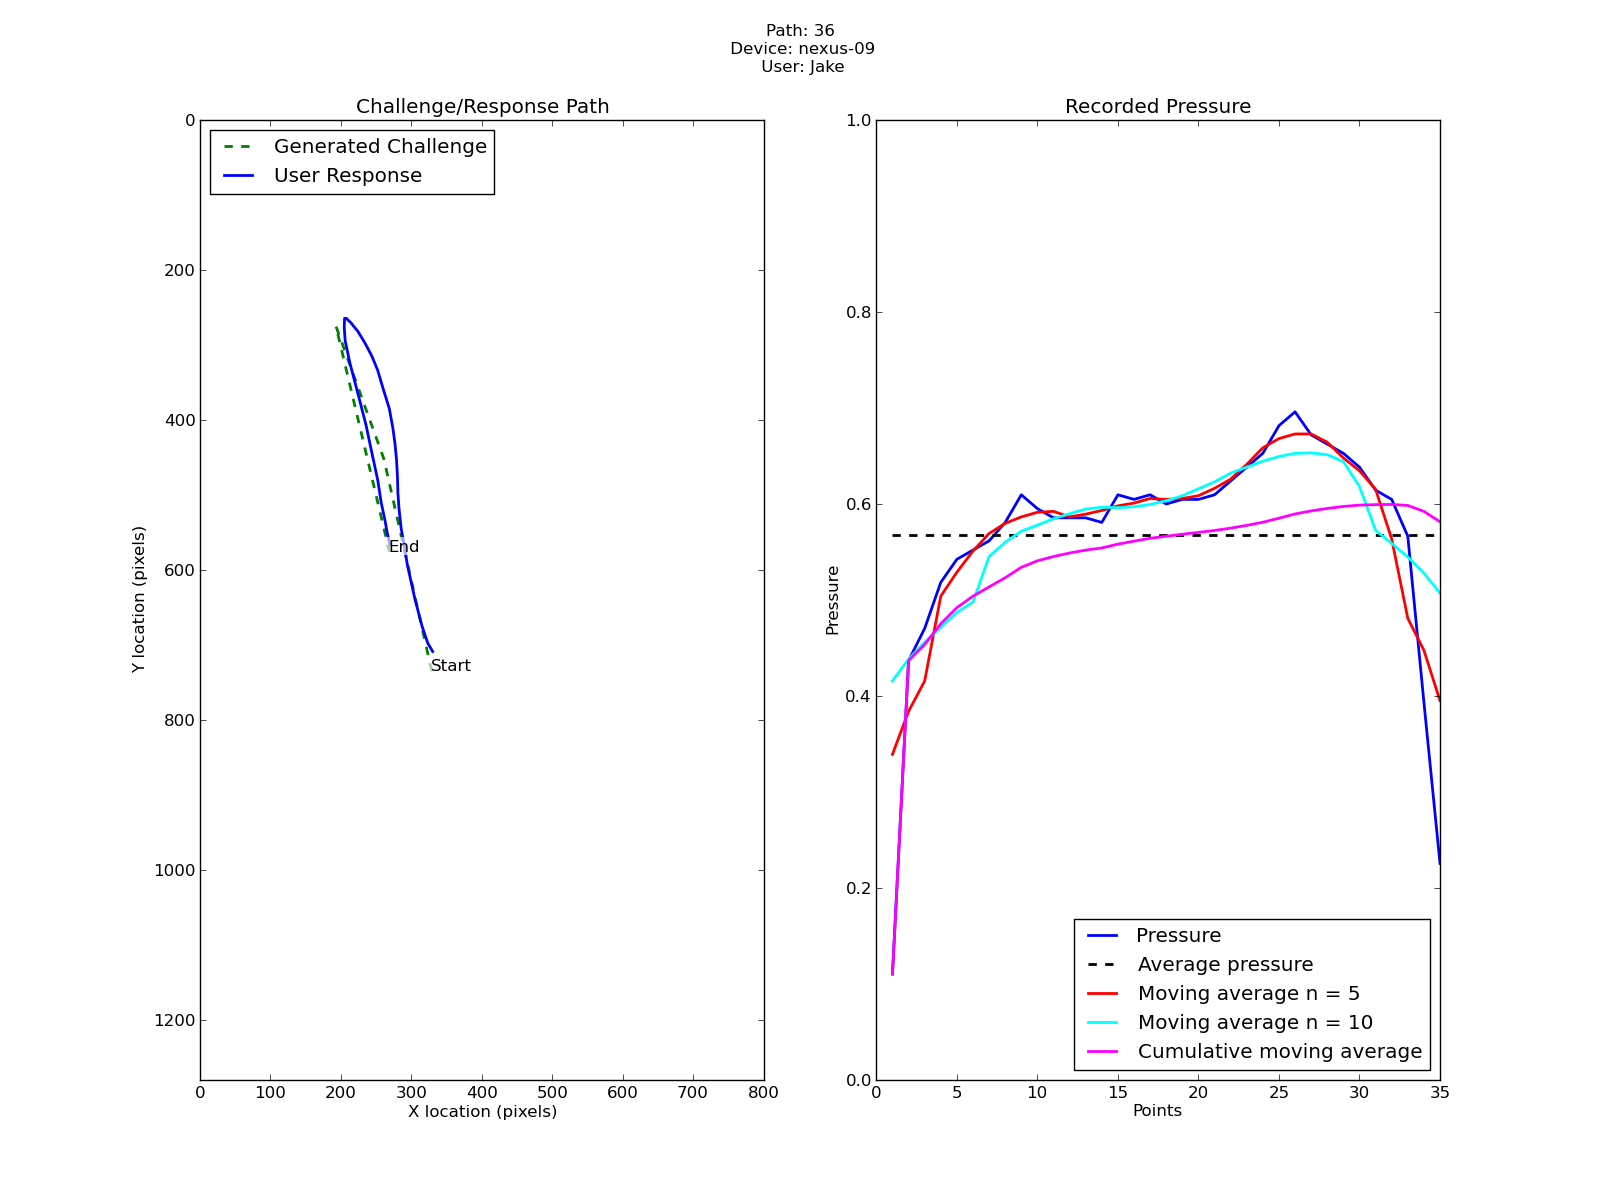 Path: 36
Device: nexus-09
User: Jake
Challenge/Response Path
0
200
400
600
800
1000
1200
Y location (pixels)
Generated Challenge
User Response
End
Start
0 100 200 300 400 500 600 700 800
X location (pixels)
Recorded Pressure
1.0
0.8
0.6
0.4
0.2
0.0
Pressure
Pressure
Average pressure
Moving average n = 5
Moving average n = 10
Cumulative moving average
0 5 10 15 20 25 30 35
Points